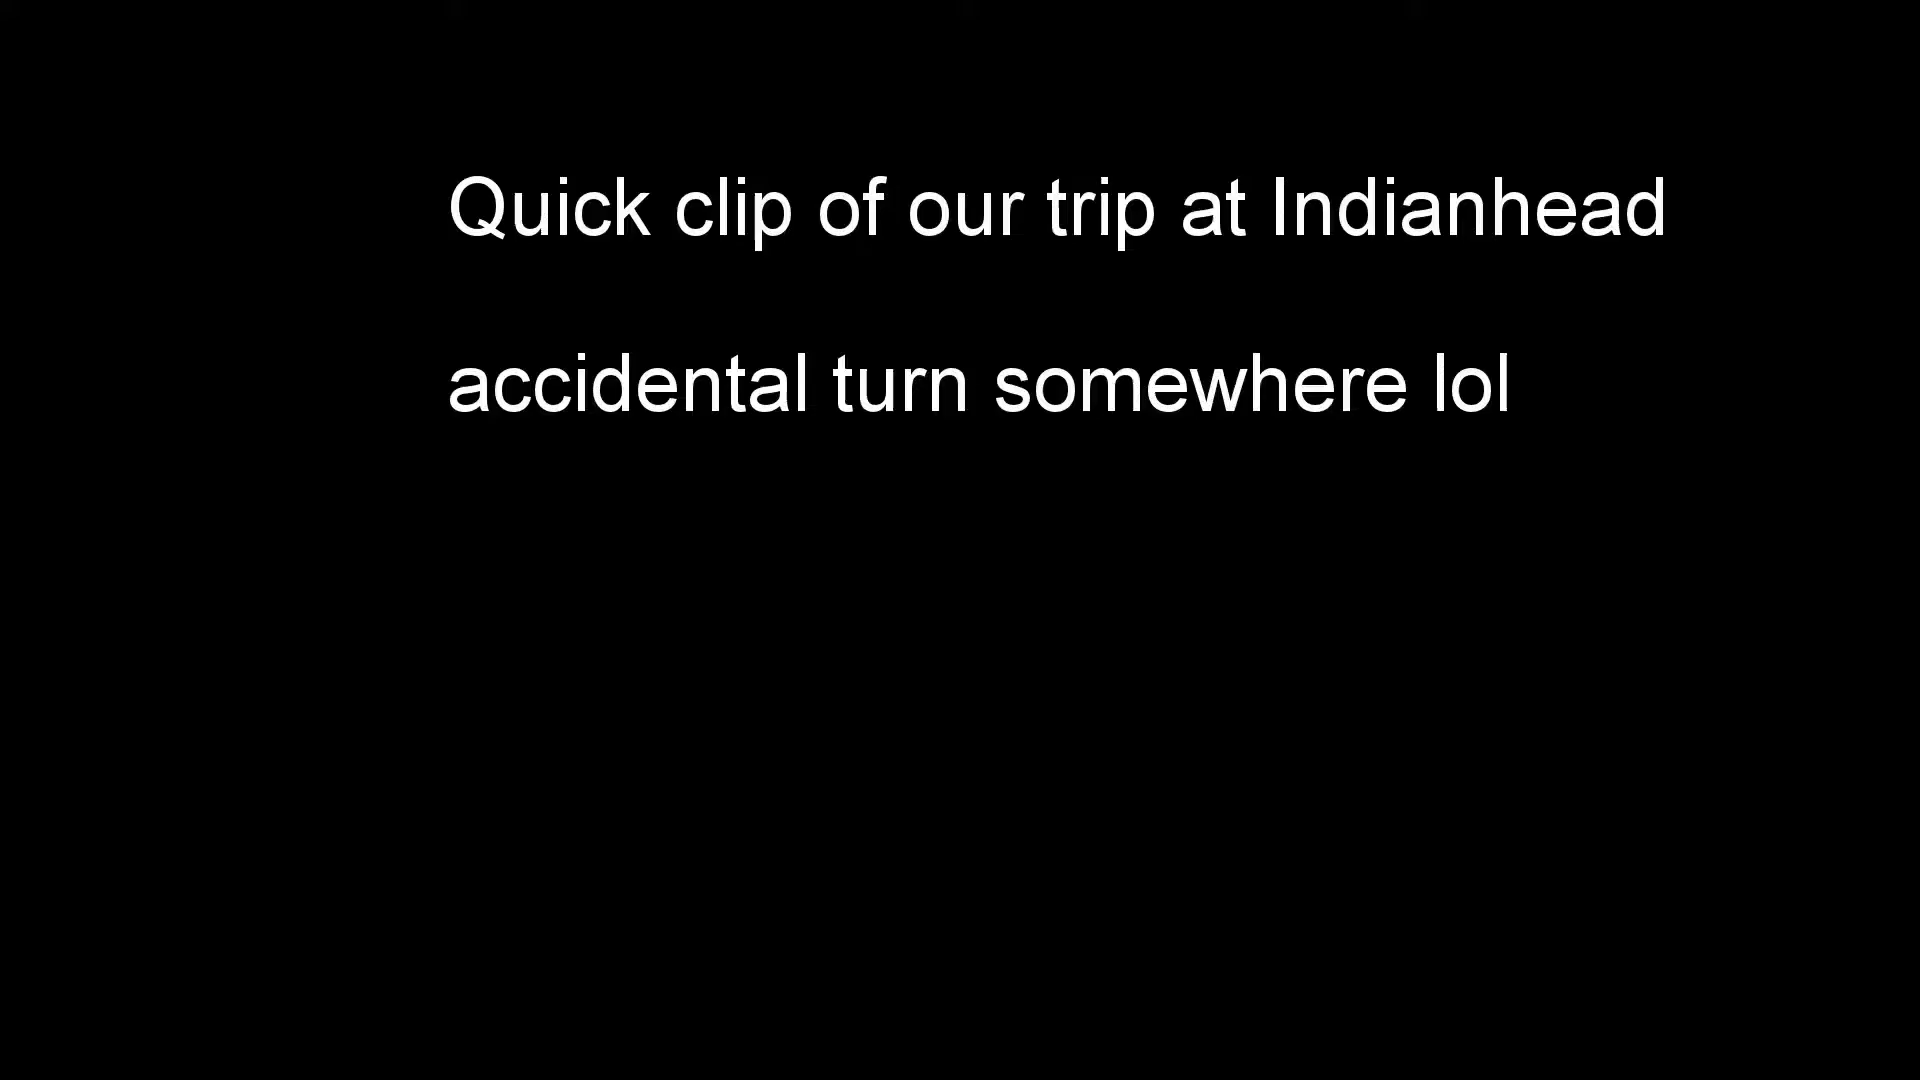 Quick clip of our trip at Indianhead
accidental turn somewhere lol